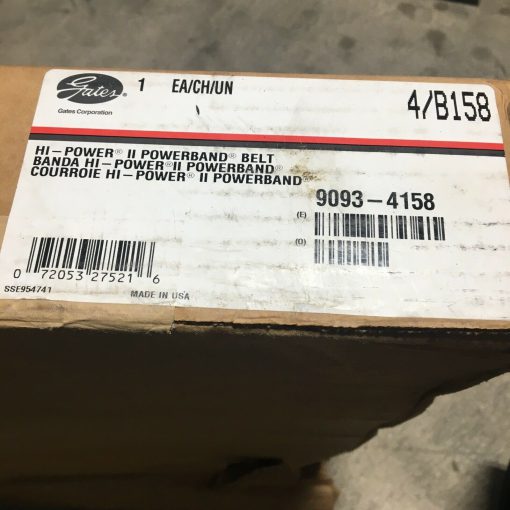 Gates®
Gates Corporation
1 EA/CH/UN
4/B158
HI-POWER® II POWERBAND® BELT
BANDA HI-POWER® II POWERBAND®
COURROIE HI-POWER® II POWERBAND®
9093-4158
(E)
(O)
0 72053 27521 6
SSE954741
MADE IN USA